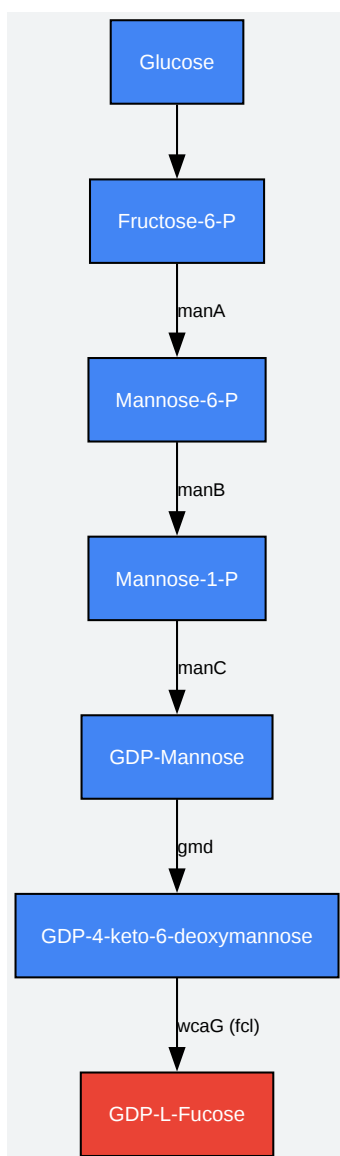 Glucose
Fructose-6-P
manA
Mannose-6-P
manB
Mannose-1-P
manC
GDP-Mannose
gmd
GDP-4-keto-6-deoxymannose
wcaG (fcl)
GDP-L-Fucose